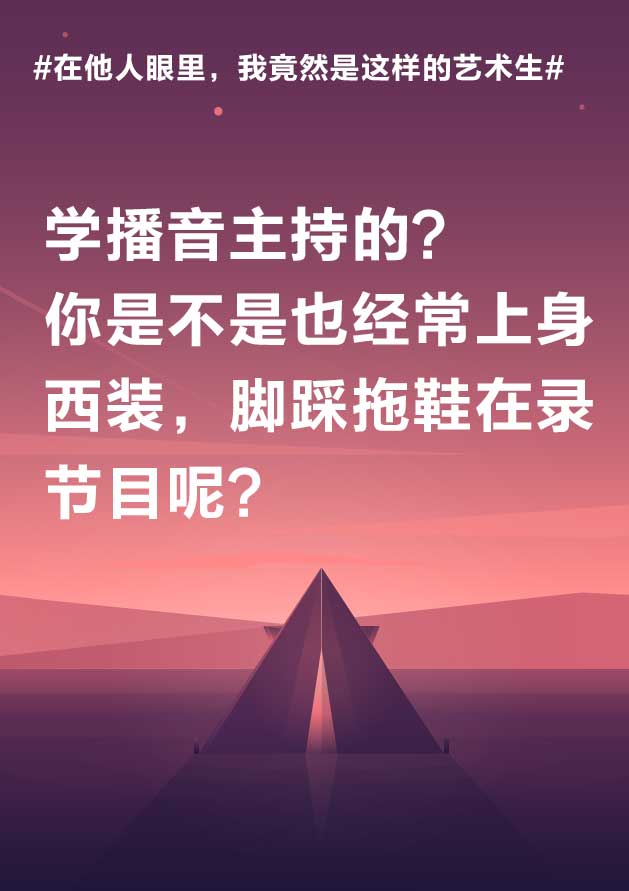 #在他人眼里，我竟然是这样的艺术生#
学播音主持的？
你是不是也经常上身
西装，脚踩拖鞋在录
节目呢？